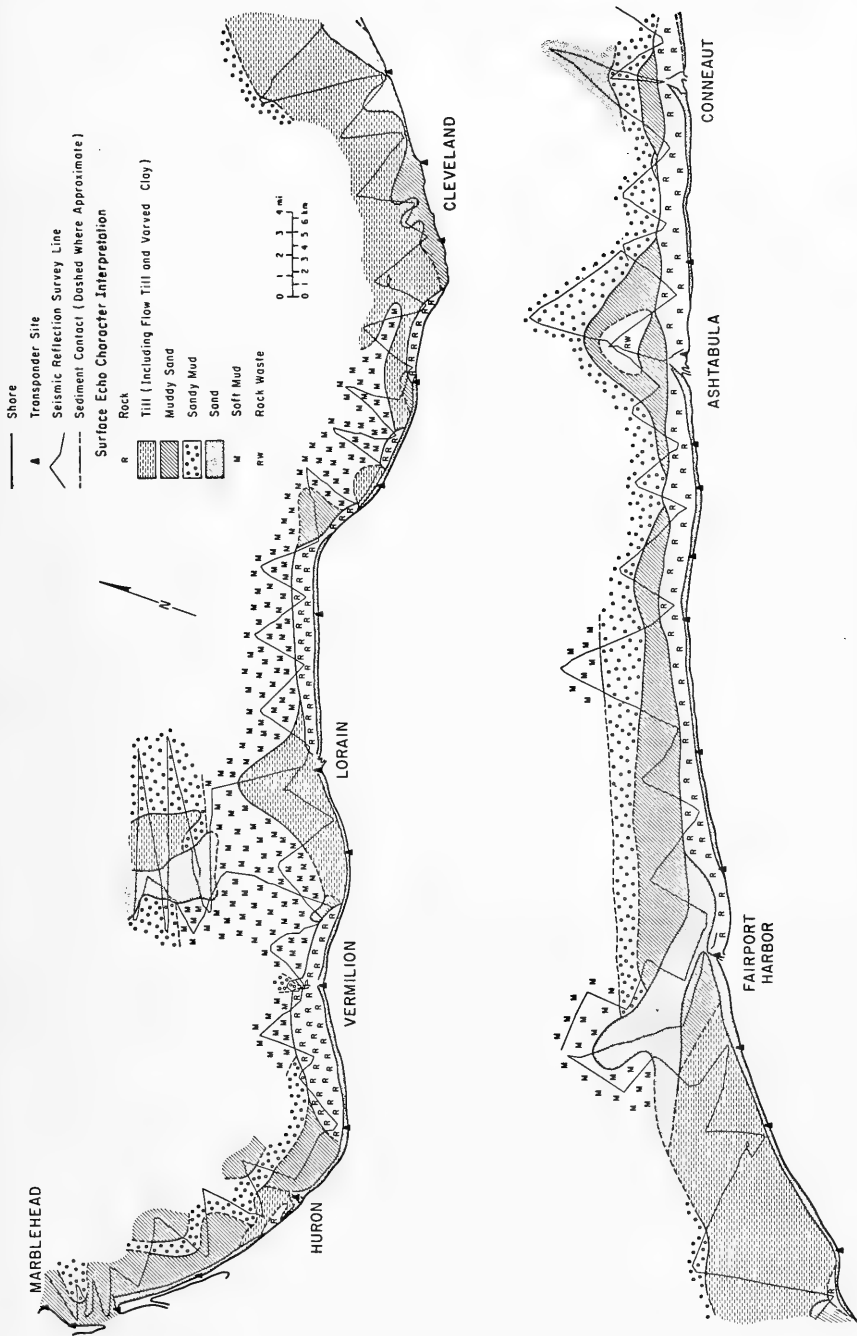 Shore
Transponder Site
Seismic Reflection Survey Line
Sediment Contact (Dashed Where Approximate)
Surface Echo Character Interpretation
R Rock
Till (Including Flow Till and Varved Clay)
Muddy Sand
Sandy Mud
Sand
M Soft Mud
RW Rock Waste
0 1 2 3 4 mi
0 1 2 3 4 5 6 km
N
MARBLEHEAD
HURON
VERMILION
LORAIN
CLEVELAND
FAIRPORT
HARBOR
ASHTABULA
CONNEAUT
RW